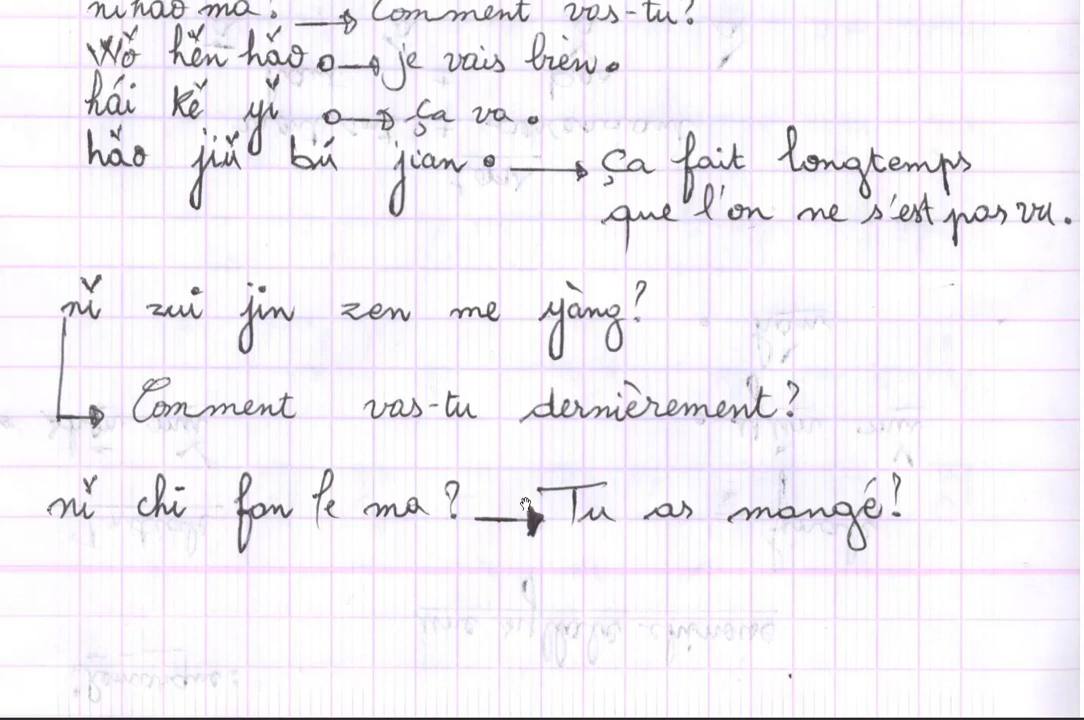 nǐ hǎo ma? → Comment vas-tu?
Wǒ hěn hǎo → je vais bien.
hái kě yǐ → ça va.
hǎo jiǔ bú jian. → Ça fait longtemps
que l'on ne s'est pas vu.
nǐ zui jin zen me yàng?
→ Comment vas-tu dernièrement?
nǐ chī fan le ma? → Tu as mangé!